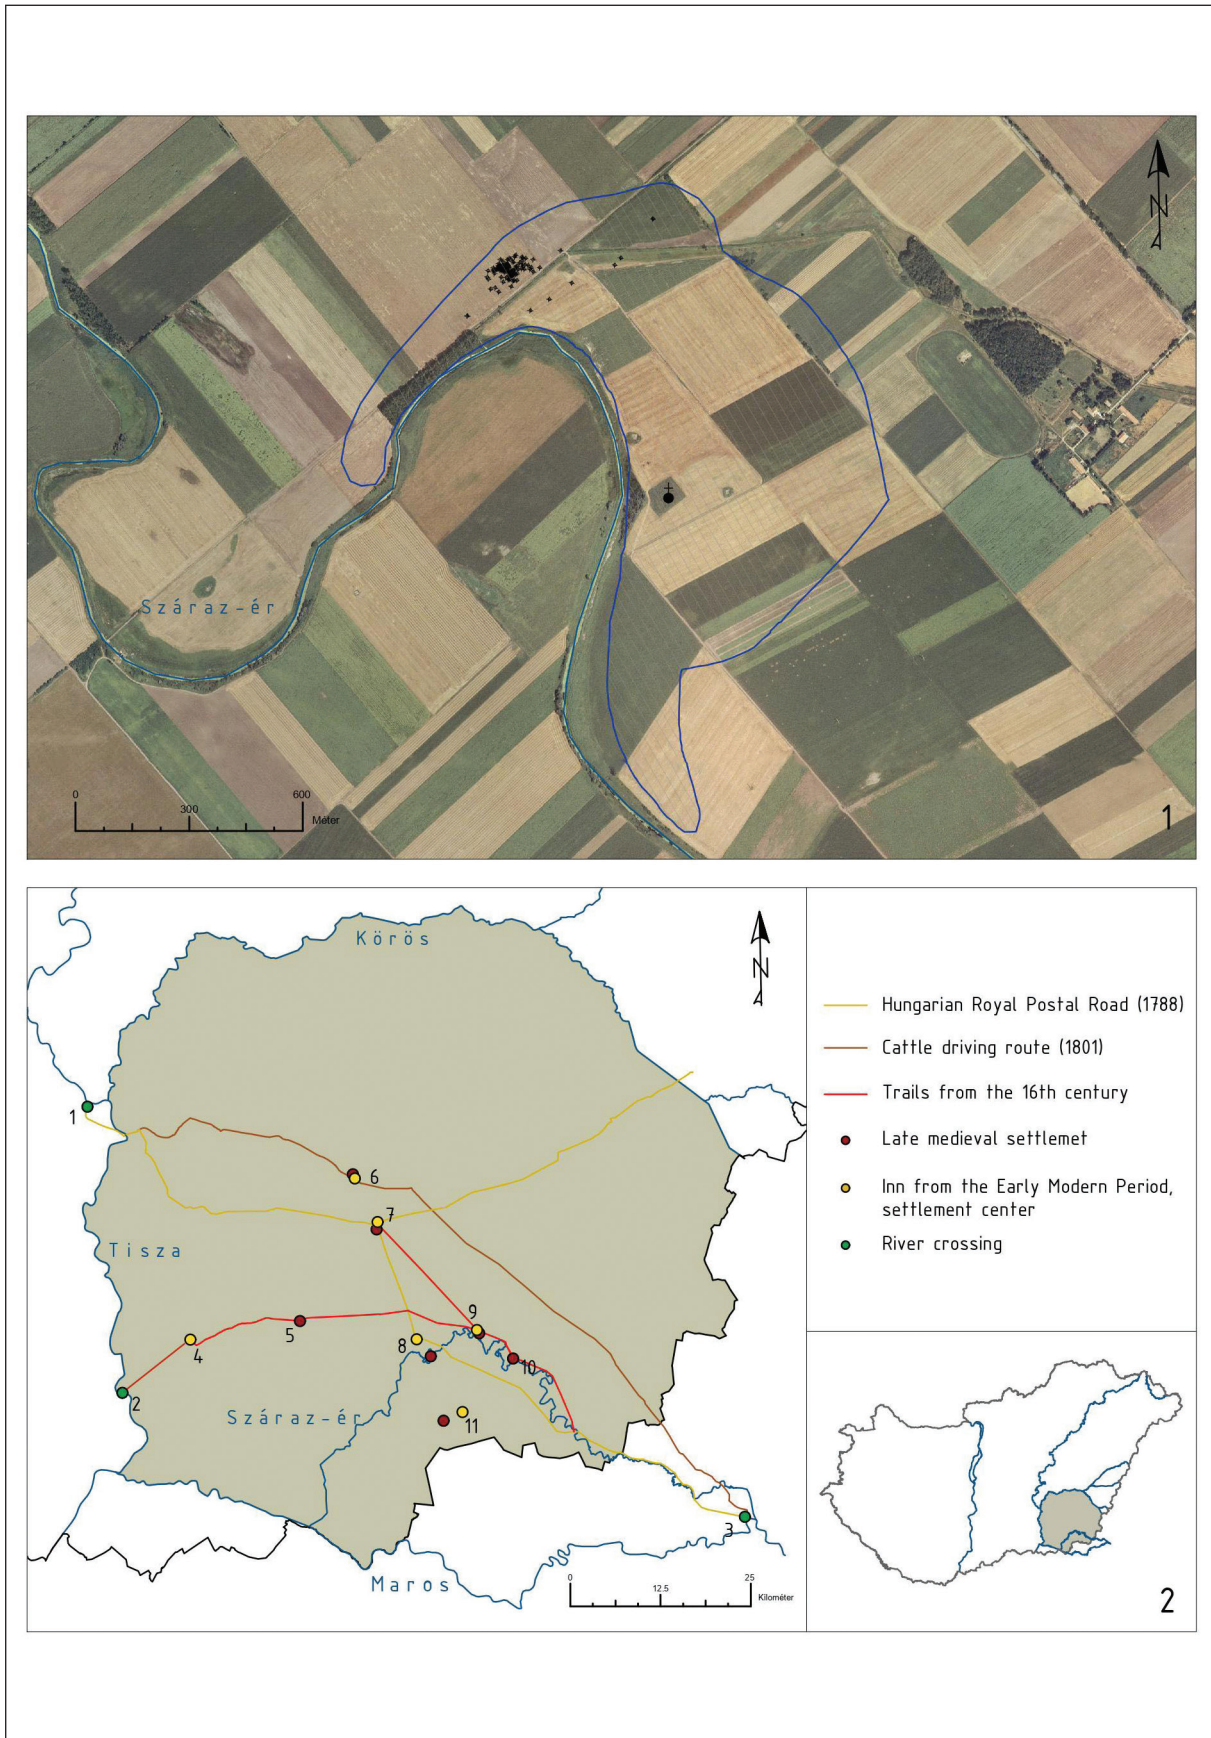 N
Száraz-ér
0
300
600
Méter
1
Körös
N
1
6
7
Tisza
5
4
8
9
10
2
Száraz-ér
11
3
Maros
0
12.5
25
Kilométer
Hungarian Royal Postal Road (1788)
Cattle driving route (1801)
Trails from the 16th century
Late medieval settlemet
Inn from the Early Modern Period,
settlement center
River crossing
2